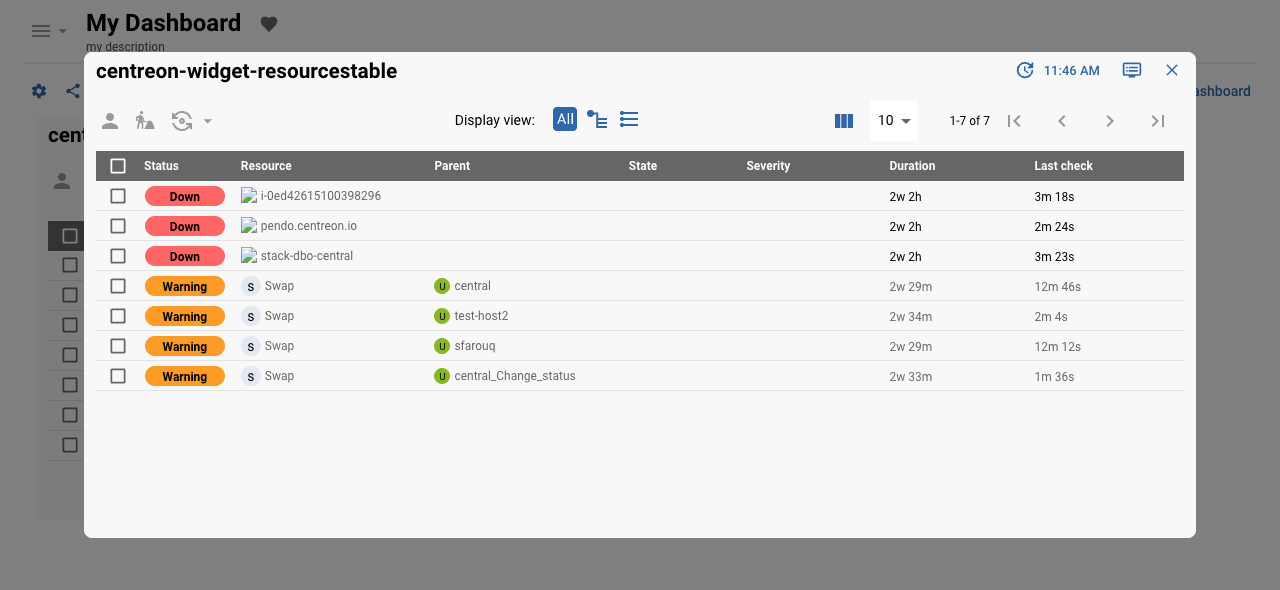 My Dashboard
my description
centreon-widget-resourcestable
11:46 AM
ashboard
cent
Display view: All
10
1-7 of 7
Status Resource Parent State Severity Duration Last check
Down i-0ed42615100398296 2w 2h 3m 18s
Down pendo.centreon.io 2w 2h 2m 24s
Down stack-dbo-central 2w 2h 3m 23s
Warning S Swap U central 2w 29m 12m 46s
Warning S Swap U test-host2 2w 34m 2m 4s
Warning S Swap U sfarouq 2w 29m 12m 12s
Warning S Swap U central_Change_status 2w 33m 1m 36s